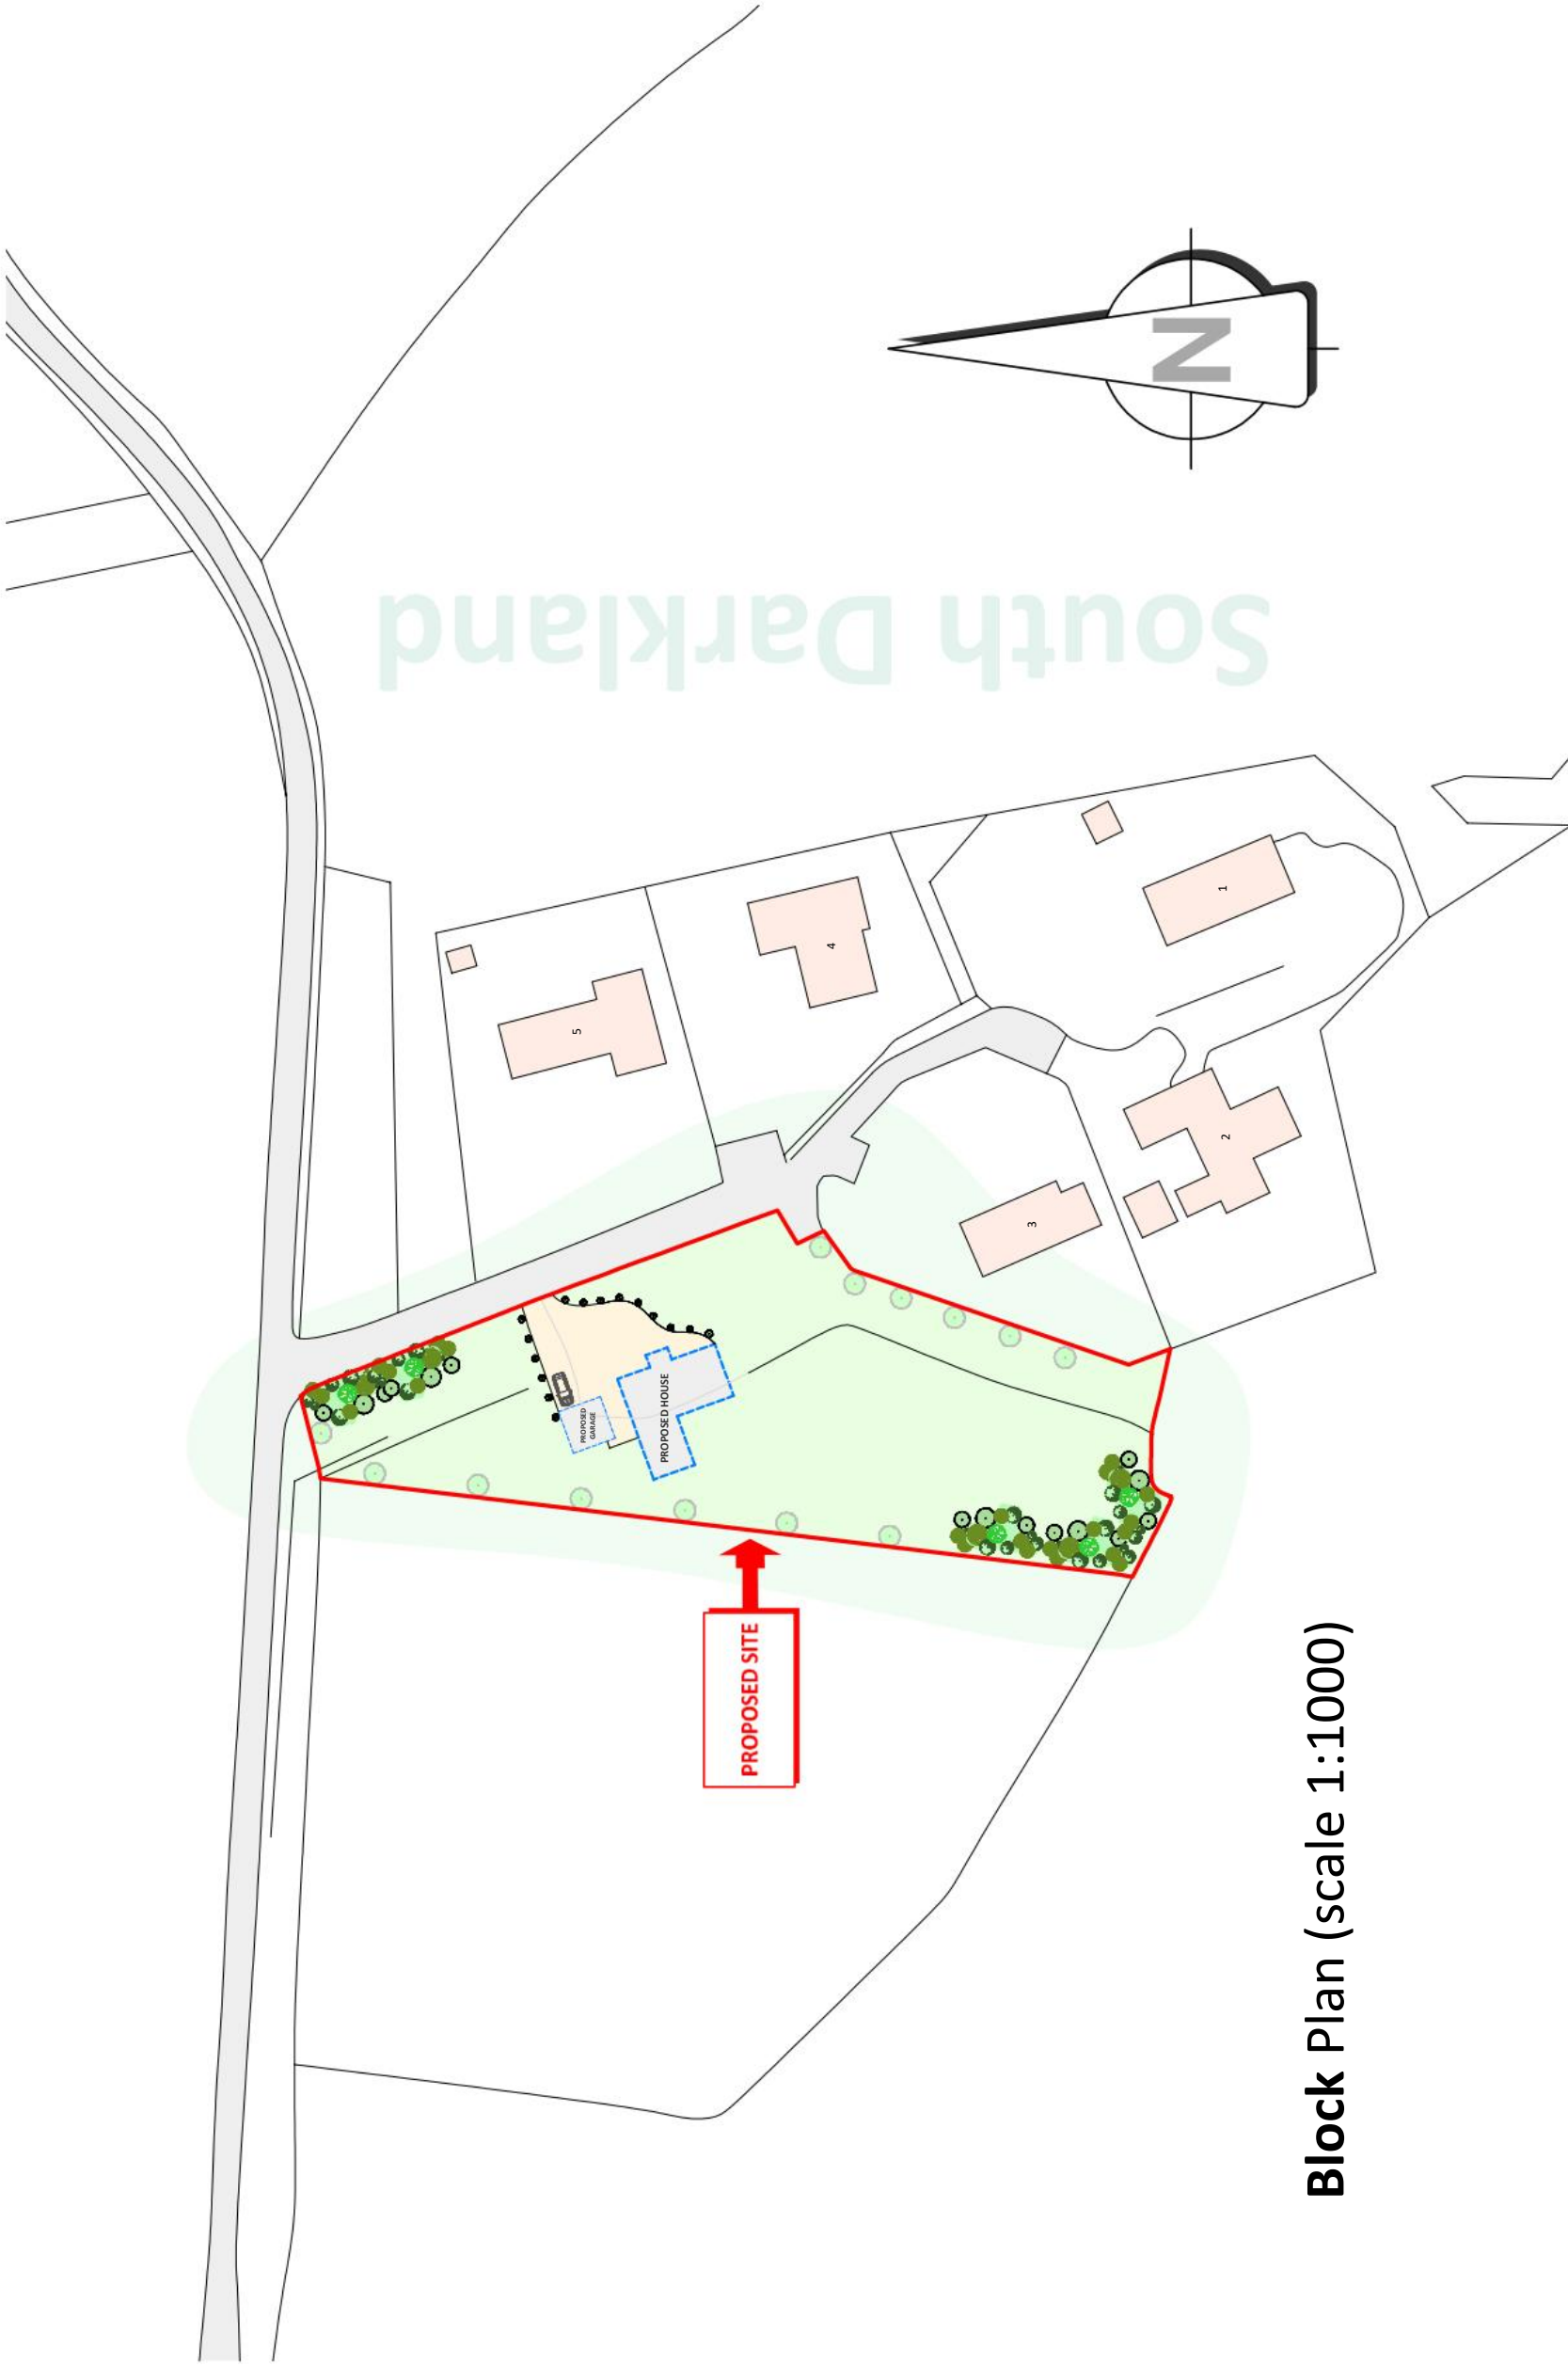 South Darkland
N
5
4
1
2
3
PROPOSED
GARAGE
PROPOSED HOUSE
PROPOSED SITE
Block Plan (scale 1:1000)